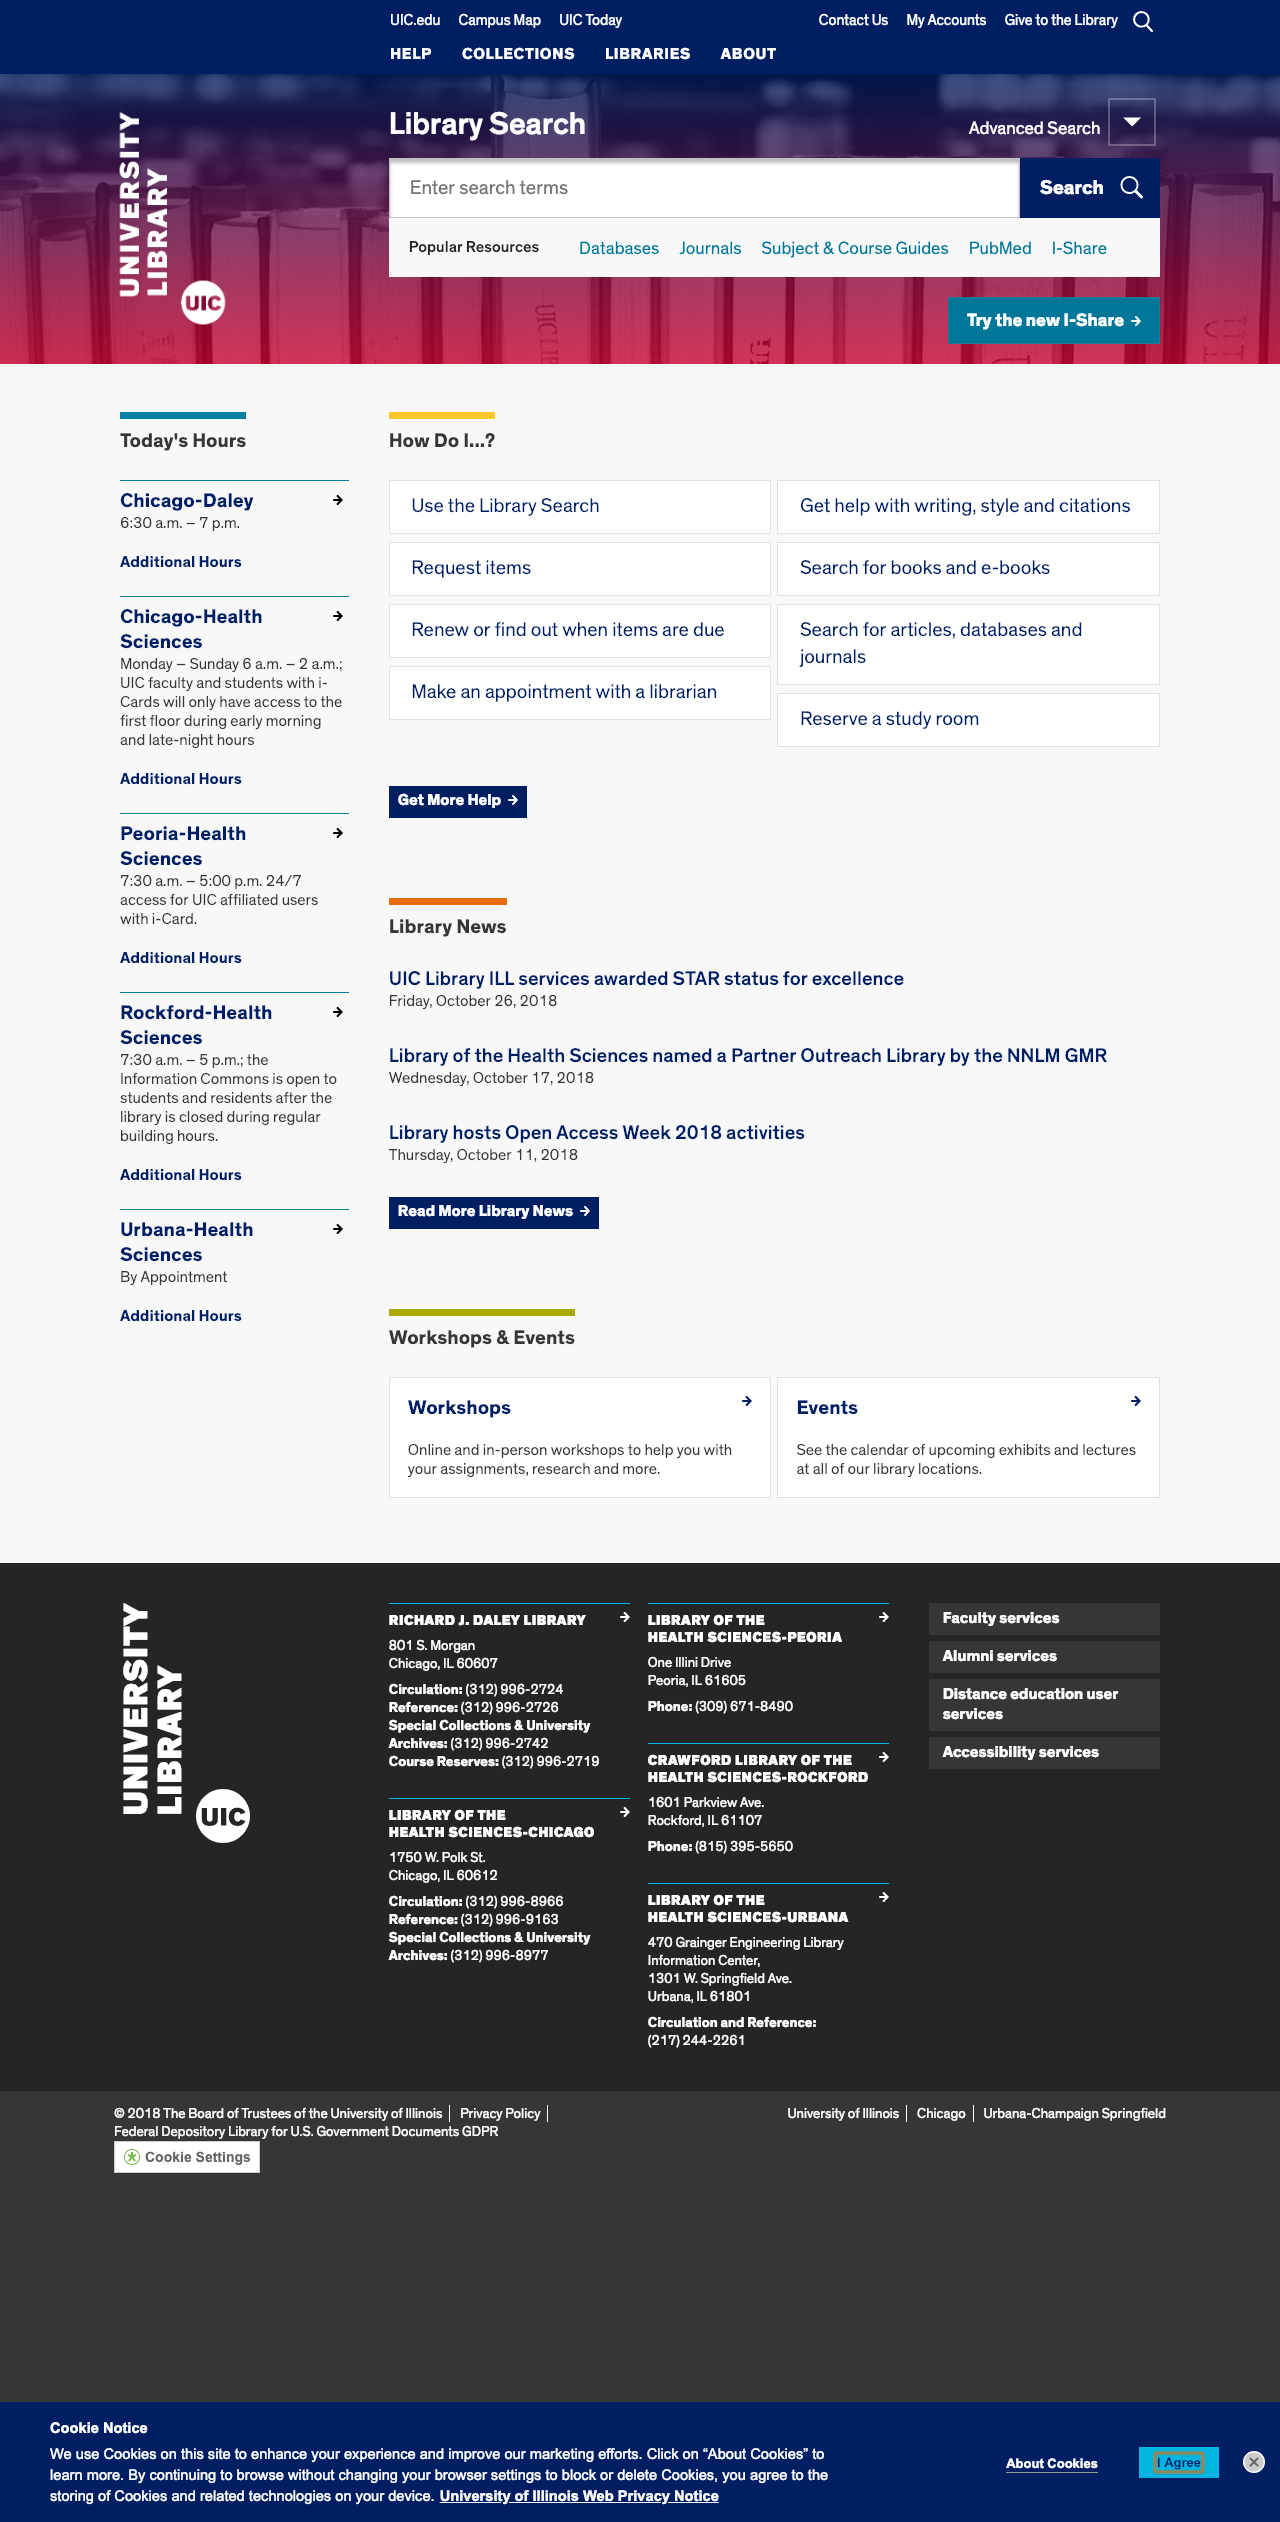 UIC.edu Campus Map UIC Today Contact Us My Accounts Give to the Library
HELP COLLECTIONS LIBRARIES ABOUT
UNIVERSITY
LIBRARY
UIC
Library Search
Advanced Search
Enter search terms
Search
Popular Resources Databases Journals Subject & Course Guides PubMed I-Share
Try the new I-Share
Today's Hours
Chicago-Daley
6:30 a.m. – 7 p.m.
Additional Hours
Chicago-Health
Sciences
Monday – Sunday 6 a.m. – 2 a.m.;
UIC faculty and students with i-
Cards will only have access to the
first floor during early morning
and late-night hours
Additional Hours
Peoria-Health
Sciences
7:30 a.m. – 5:00 p.m. 24/7
access for UIC affiliated users
with i-Card.
Additional Hours
Rockford-Health
Sciences
7:30 a.m. – 5 p.m.; the
Information Commons is open to
students and residents after the
library is closed during regular
building hours.
Additional Hours
Urbana-Health
Sciences
By Appointment
Additional Hours
How Do I...?
Use the Library Search
Request items
Renew or find out when items are due
Make an appointment with a librarian
Get help with writing, style and citations
Search for books and e-books
Search for articles, databases and
journals
Reserve a study room
Get More Help
Library News
UIC Library ILL services awarded STAR status for excellence
Friday, October 26, 2018
Library of the Health Sciences named a Partner Outreach Library by the NNLM GMR
Wednesday, October 17, 2018
Library hosts Open Access Week 2018 activities
Thursday, October 11, 2018
Read More Library News
Workshops & Events
Workshops
Online and in-person workshops to help you with
your assignments, research and more.
Events
See the calendar of upcoming exhibits and lectures
at all of our library locations.
UNIVERSITY
LIBRARY
UIC
RICHARD J. DALEY LIBRARY
801 S. Morgan
Chicago, IL 60607
Circulation: (312) 996-2724
Reference: (312) 996-2726
Special Collections & University
Archives: (312) 996-2742
Course Reserves: (312) 996-2719
LIBRARY OF THE
HEALTH SCIENCES-CHICAGO
1750 W. Polk St.
Chicago, IL 60612
Circulation: (312) 996-8966
Reference: (312) 996-9163
Special Collections & University
Archives: (312) 996-8977
LIBRARY OF THE
HEALTH SCIENCES-PEORIA
One Illini Drive
Peoria, IL 61605
Phone: (309) 671-8490
CRAWFORD LIBRARY OF THE
HEALTH SCIENCES-ROCKFORD
1601 Parkview Ave.
Rockford, IL 61107
Phone: (815) 395-5650
LIBRARY OF THE
HEALTH SCIENCES-URBANA
470 Grainger Engineering Library
Information Center,
1301 W. Springfield Ave.
Urbana, IL 61801
Circulation and Reference:
(217) 244-2261
Faculty services
Alumni services
Distance education user
services
Accessibility services
© 2018 The Board of Trustees of the University of Illinois Privacy Policy
Federal Depository Library for U.S. Government Documents GDPR
Cookie Settings
University of Illinois Chicago Urbana-Champaign Springfield
Cookie Notice
We use Cookies on this site to enhance your experience and improve our marketing efforts. Click on “About Cookies” to
learn more. By continuing to browse without changing your browser settings to block or delete Cookies, you agree to the
storing of Cookies and related technologies on your device. University of Illinois Web Privacy Notice
About Cookies
I Agree